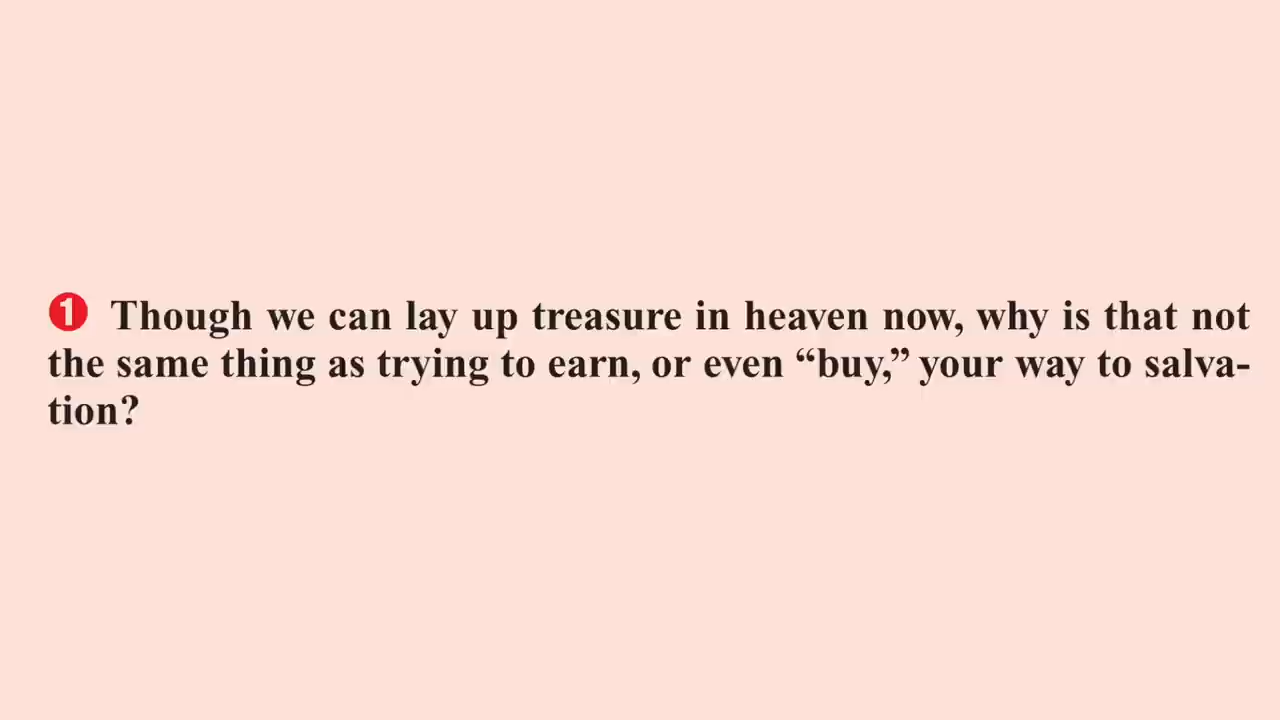 1 Though we can lay up treasure in heaven now, why is that not
the same thing as trying to earn, or even “buy,” your way to salva-
tion?